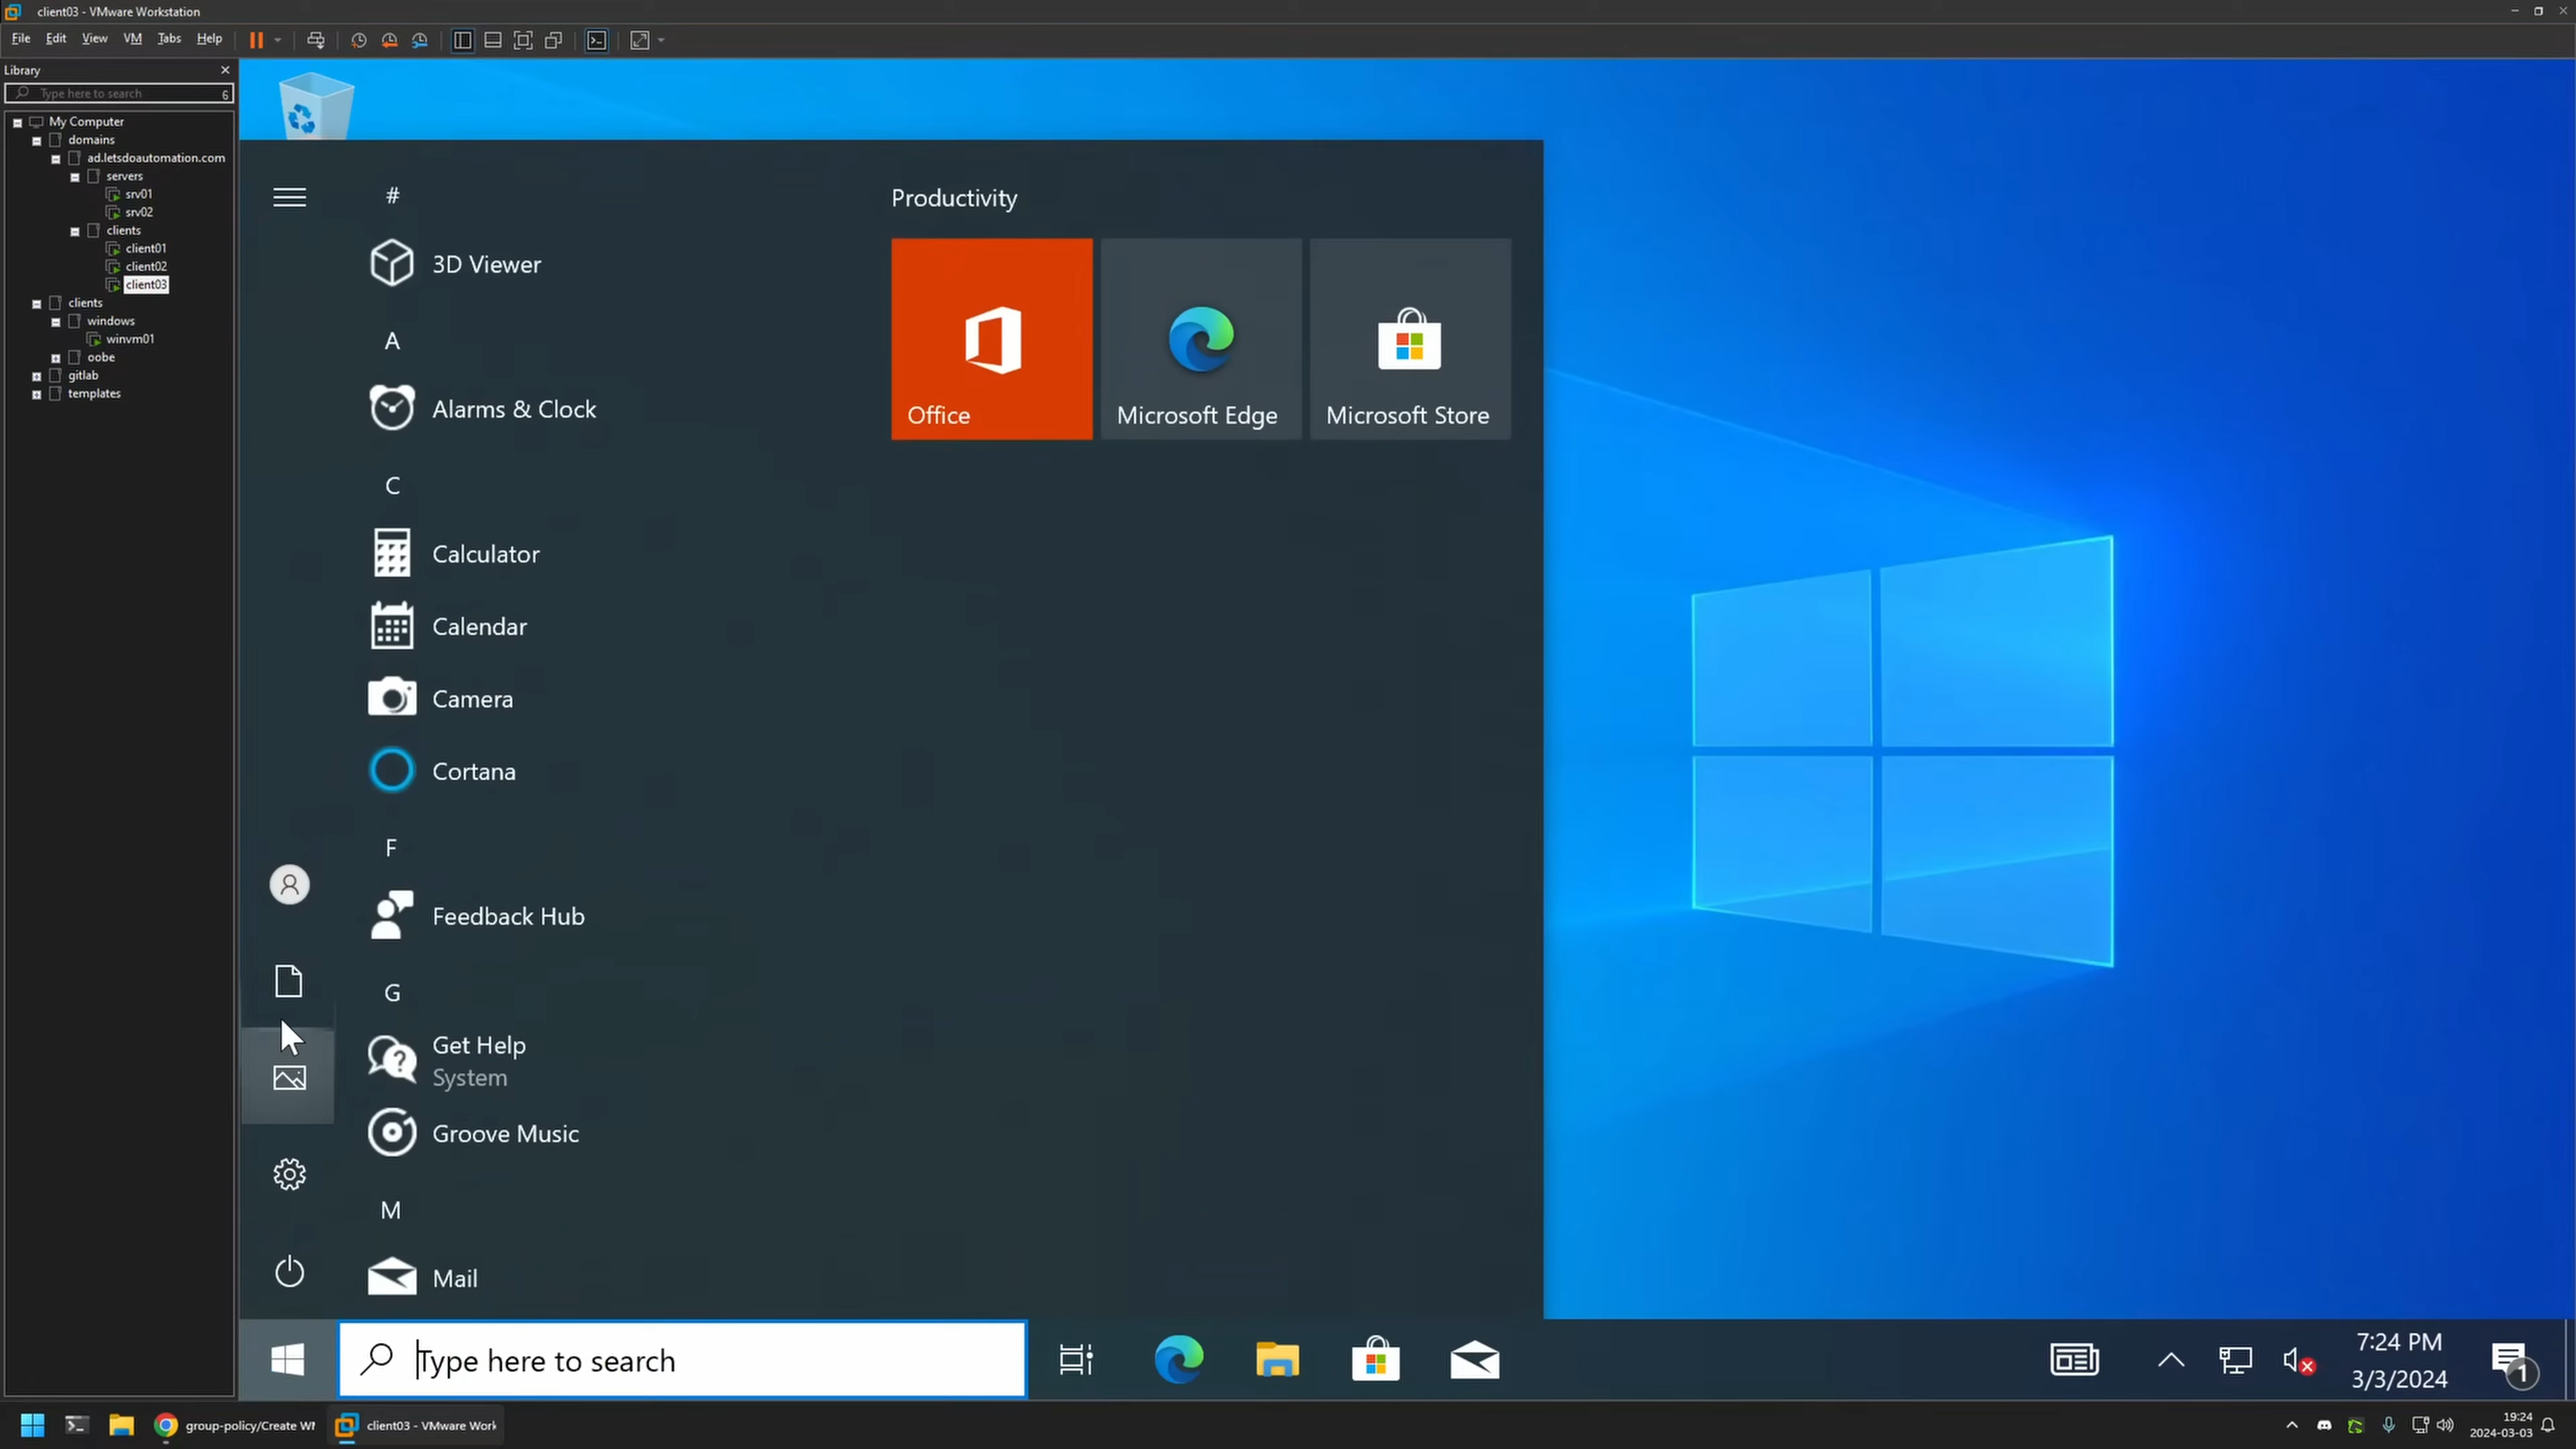 client03 - VMware Workstation
File Edit View VM Tabs Help
Library
Type here to search 6
My Computer
domains
ad.letsdoautomation.com
servers
srv01
srv02
clients
client01
client02
client03
clients
windows
winvm01
oobe
gitlab
templates
#
3D Viewer
A
Alarms & Clock
C
Calculator
Calendar
Camera
Cortana
F
Feedback Hub
G
Get Help
System
Groove Music
M
Mail
Productivity
Office
Microsoft Edge
Microsoft Store
Type here to search
7:24 PM
3/3/2024
1
group-policy/Create WI
client03 - VMware Work
19:24
2024-03-03